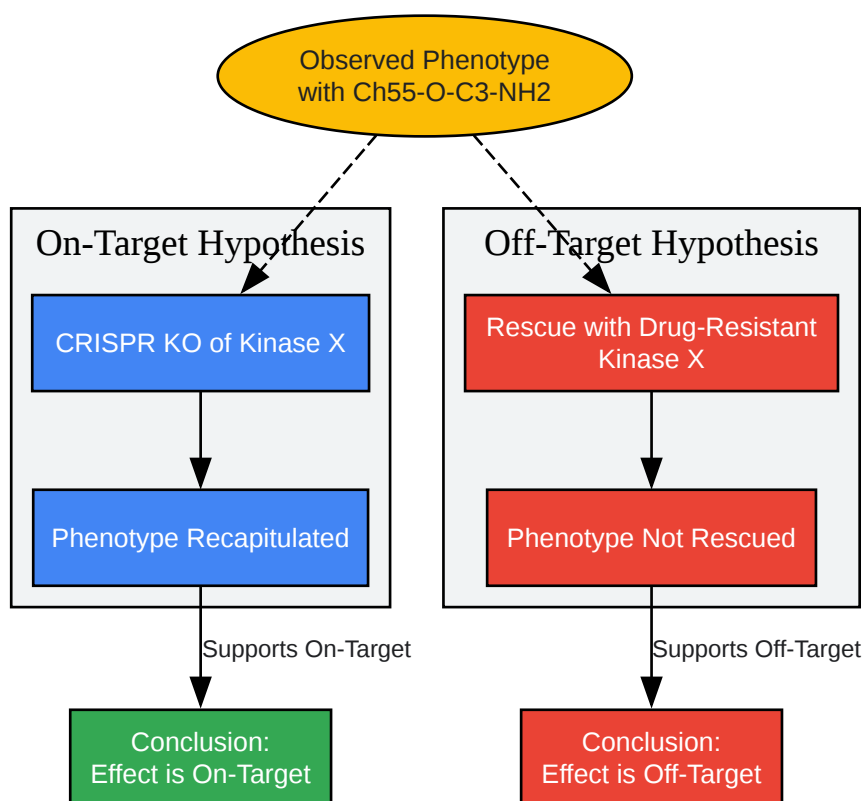 Observed Phenotype
with Ch55-O-C3-NH2
On-Target Hypothesis
CRISPR KO of Kinase X
Phenotype Recapitulated
Supports On-Target
Conclusion:
Effect is On-Target
Off-Target Hypothesis
Rescue with Drug-Resistant
Kinase X
Phenotype Not Rescued
Supports Off-Target
Conclusion:
Effect is Off-Target